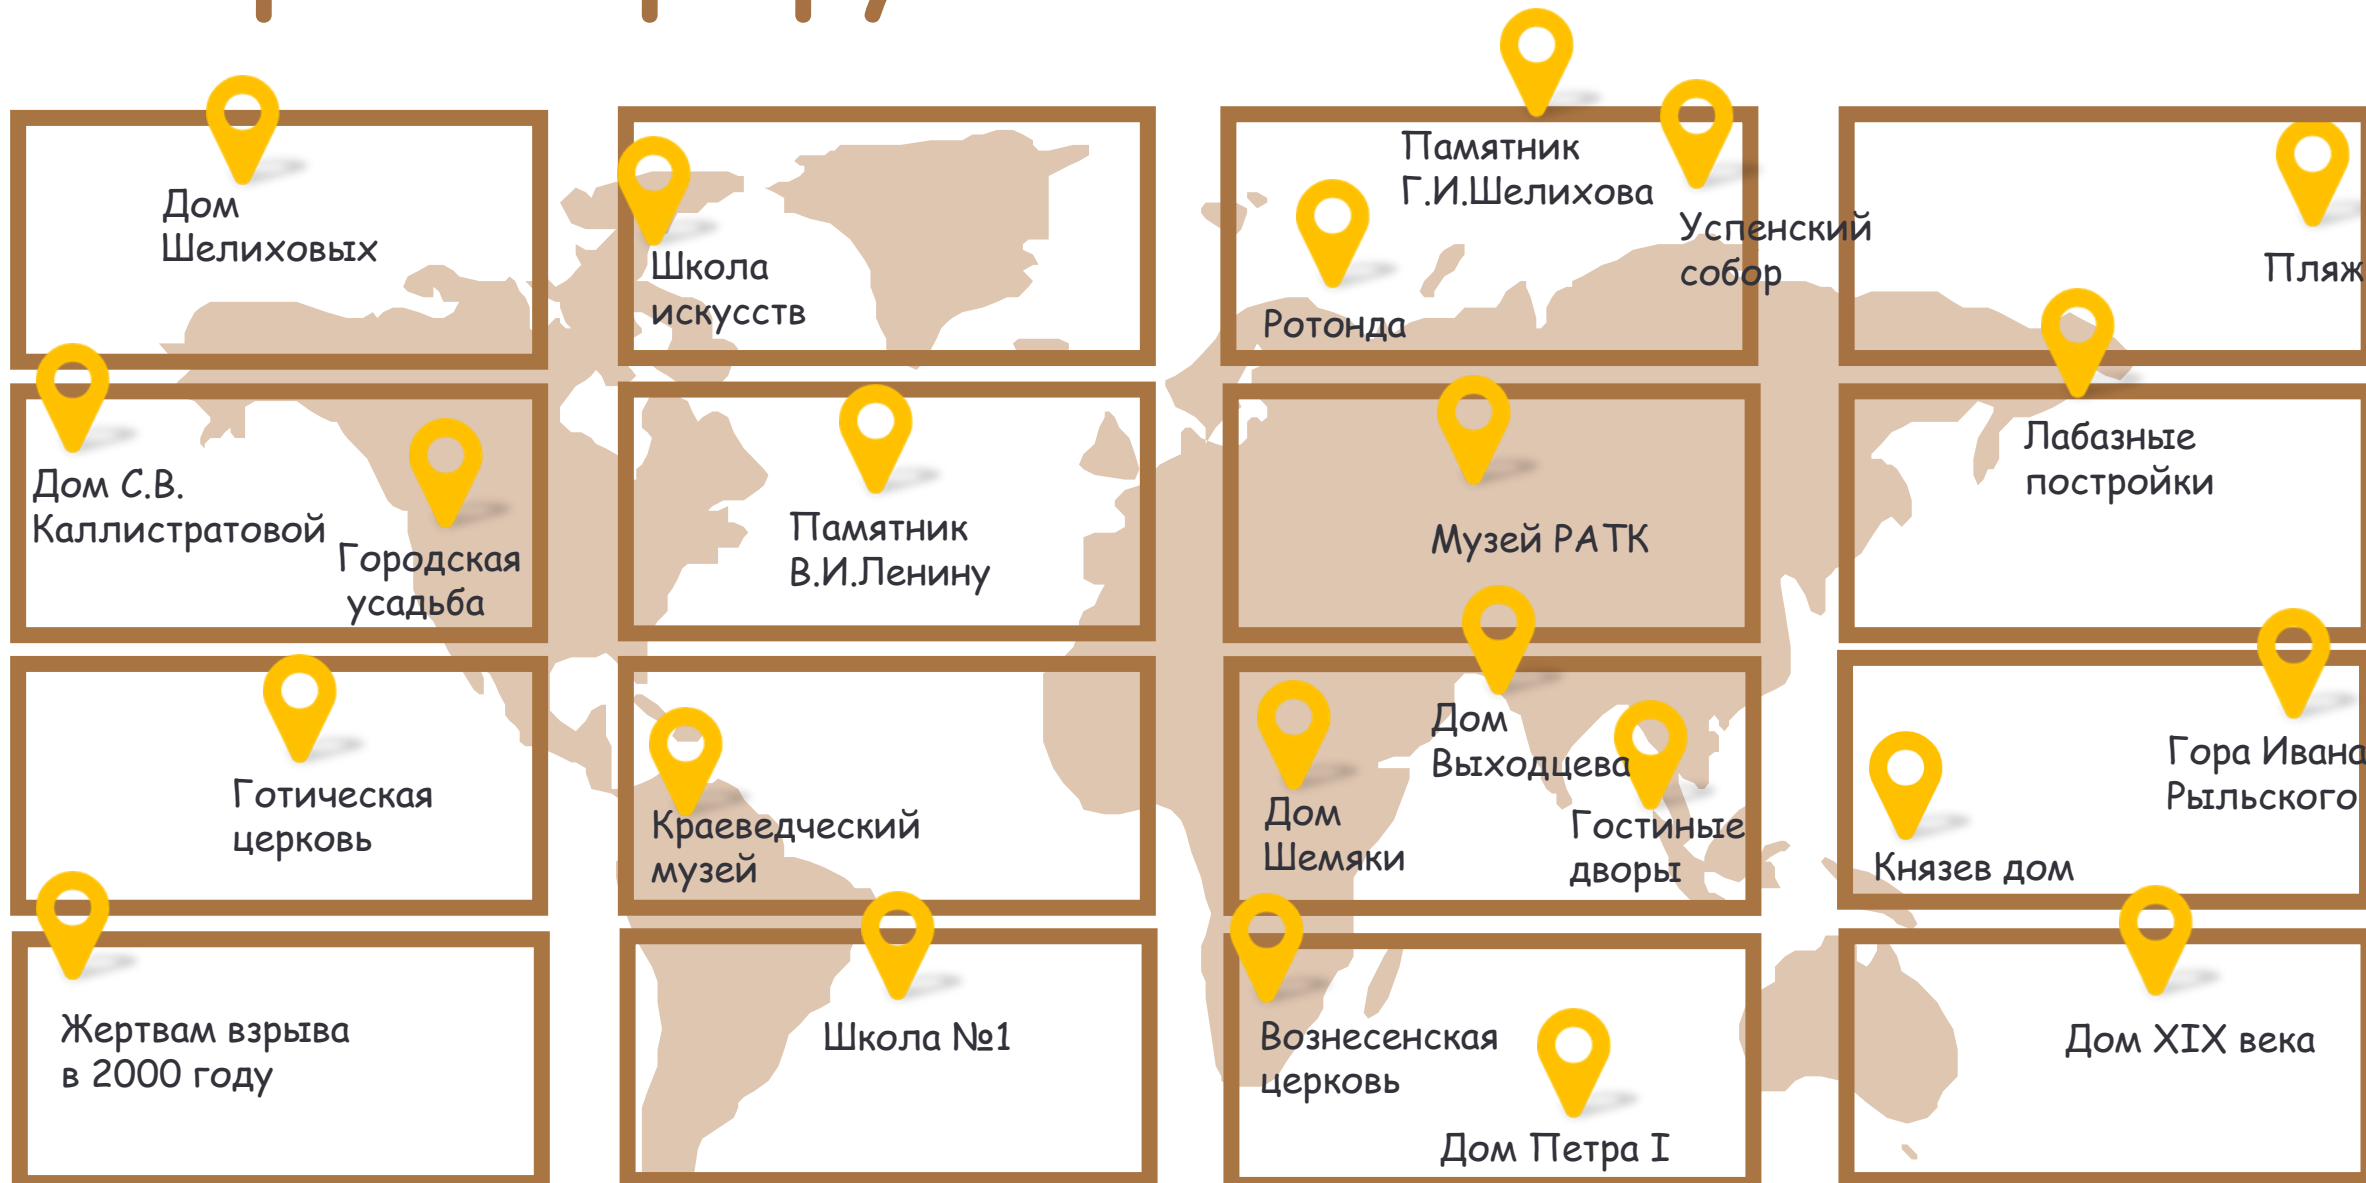 Дом
Шелиховых
Школа
искусств
Памятник
Г.И.Шелихова
Успенский
собор
Ротонда
Пляж
Дом С.В.
Каллистратовой
Городская
усадьба
Памятник
В.И.Ленину
Музей РАТК
Лабазные
постройки
Готическая
церковь
Краеведческий
музей
Дом
Шемяки
Дом
Выходцева
Гостиные
дворы
Князев дом
Гора Ивана
Рыльского
Жертвам взрыва
в 2000 году
Школа №1
Вознесенская
церковь
Дом Петра I
Дом XIX века